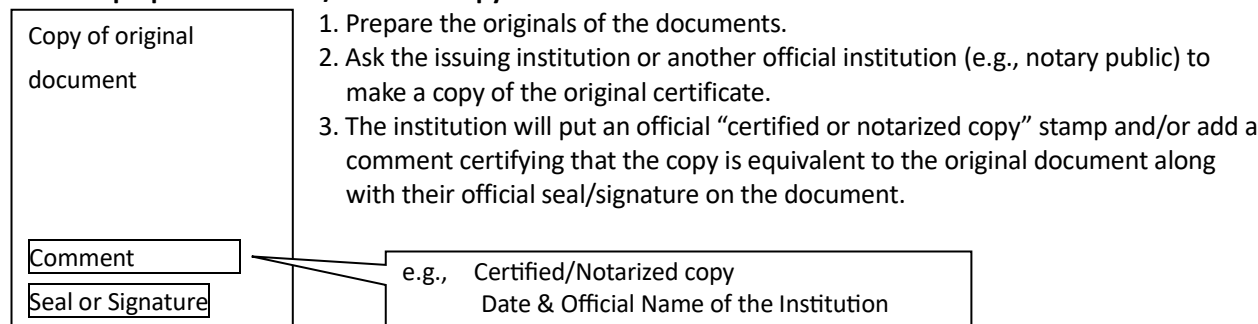 Copy of original
document
Comment
Seal or Signature
1. Prepare the originals of the documents.
2. Ask the issuing institution or another official institution (e.g., notary public) to
make a copy of the original certificate.
3. The institution will put an official “certified or notarized copy” stamp and/or add a
comment certifying that the copy is equivalent to the original document along
with their official seal/signature on the document.
e.g., Certified/Notarized copy
Date & Official Name of the Institution